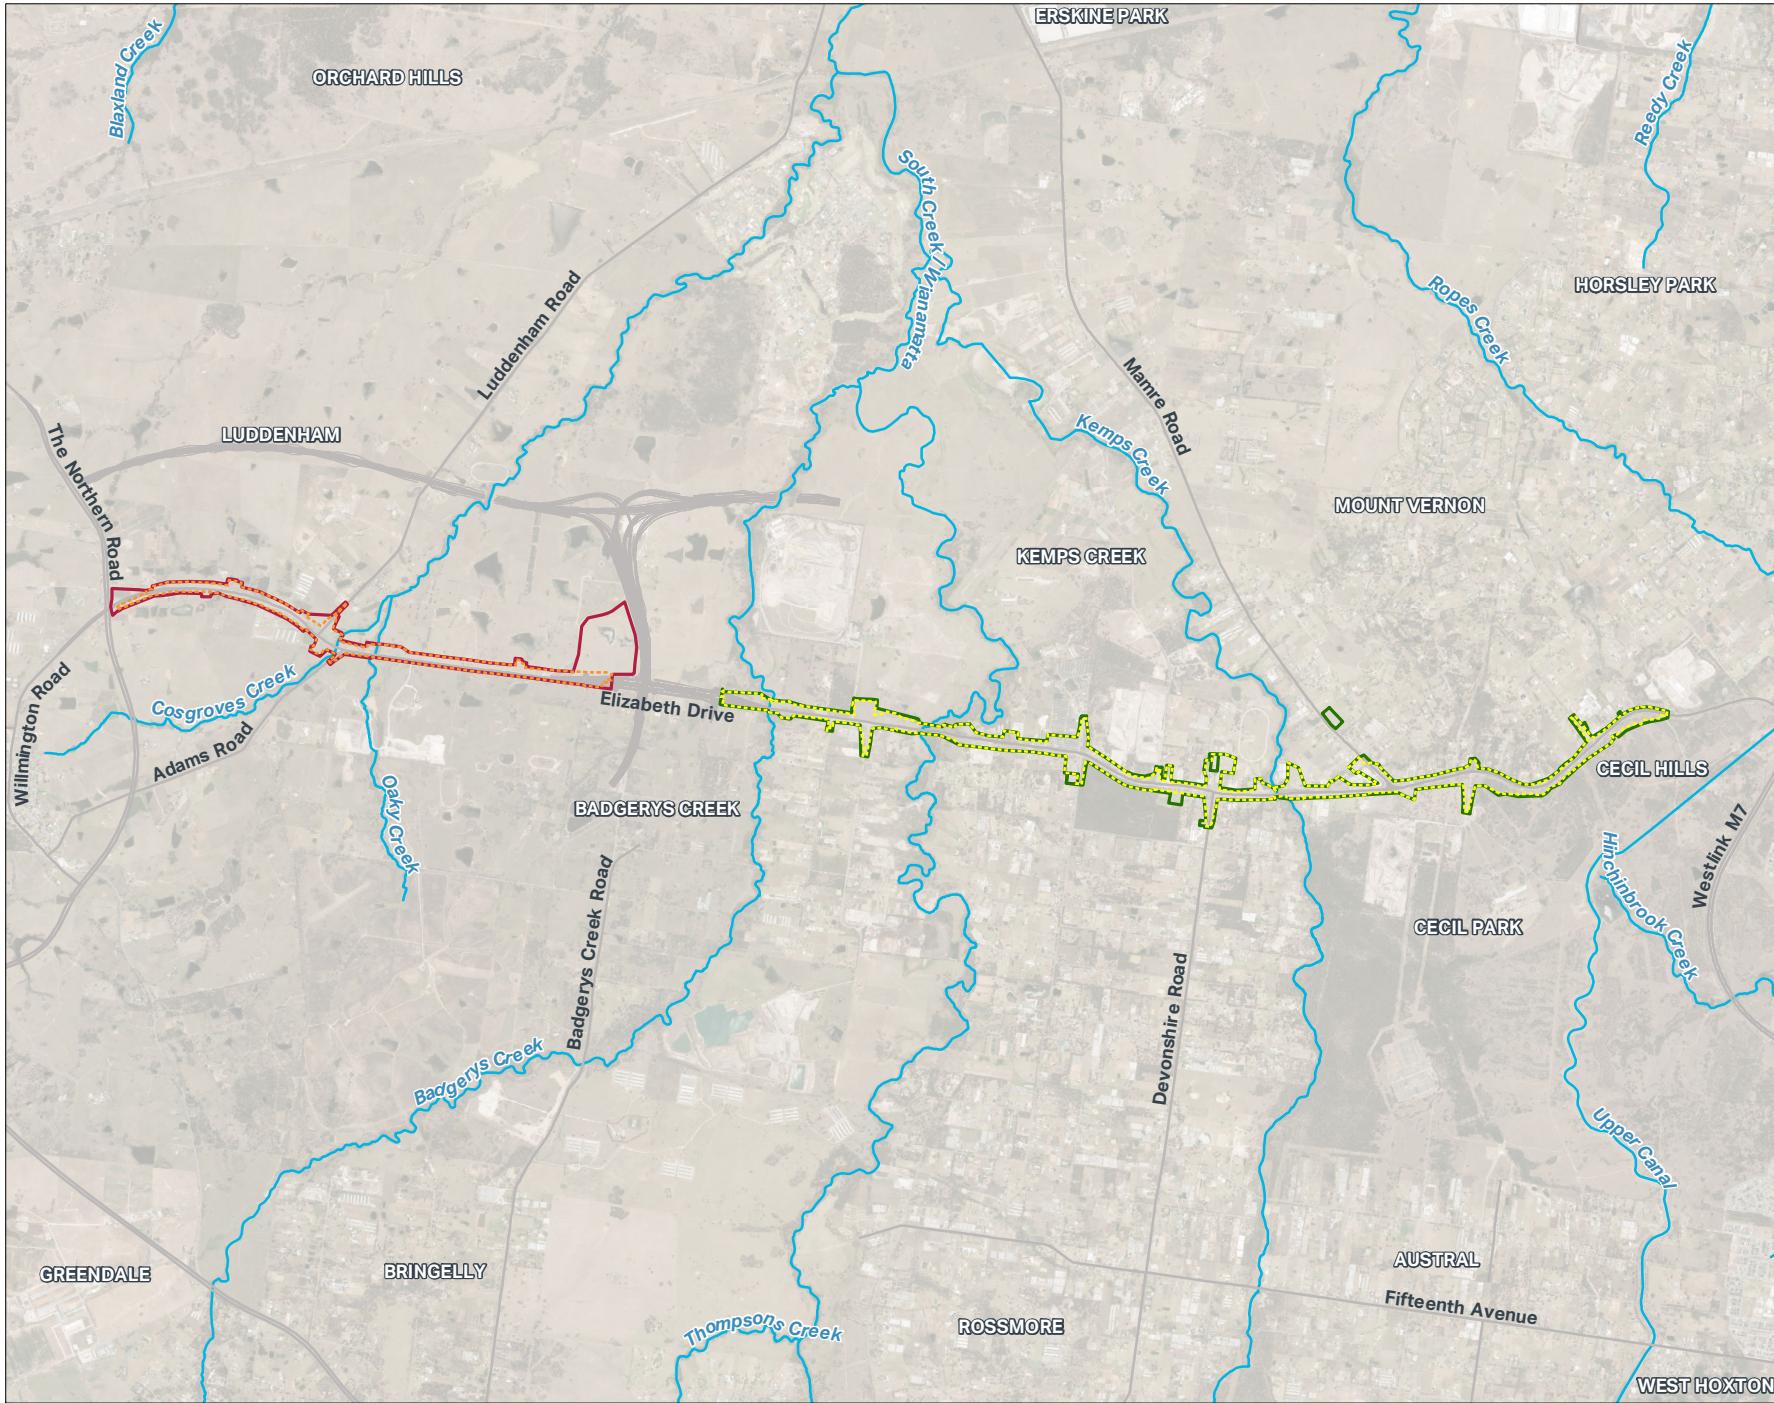 ERSKINE PARK
Blaxland Creek
ORCHARD HILLS
Reedy Creek
South Creek / Wianamatta
HORSLEY PARK
Ropes Creek
Luddenham Road
Mamre Road
LUDDENHAM
Kemps Creek
The Northern Road
MOUNT VERNON
KEMPS CREEK
Willmington Road
Cosgroves Creek
Elizabeth Drive
Adams Road
CECIL HILLS
BADGERYS CREEK
Oaky Creek
Westlink M7
Hinchinbrook Creek
Badgerys Creek Road
CECIL PARK
Devonshire Road
Badgerys Creek
Upper Canal
GREENDALE
BRINGELLY
AUSTRAL
Fifteenth Avenue
Thompsons Creek
ROSSMORE
WEST HOXTON